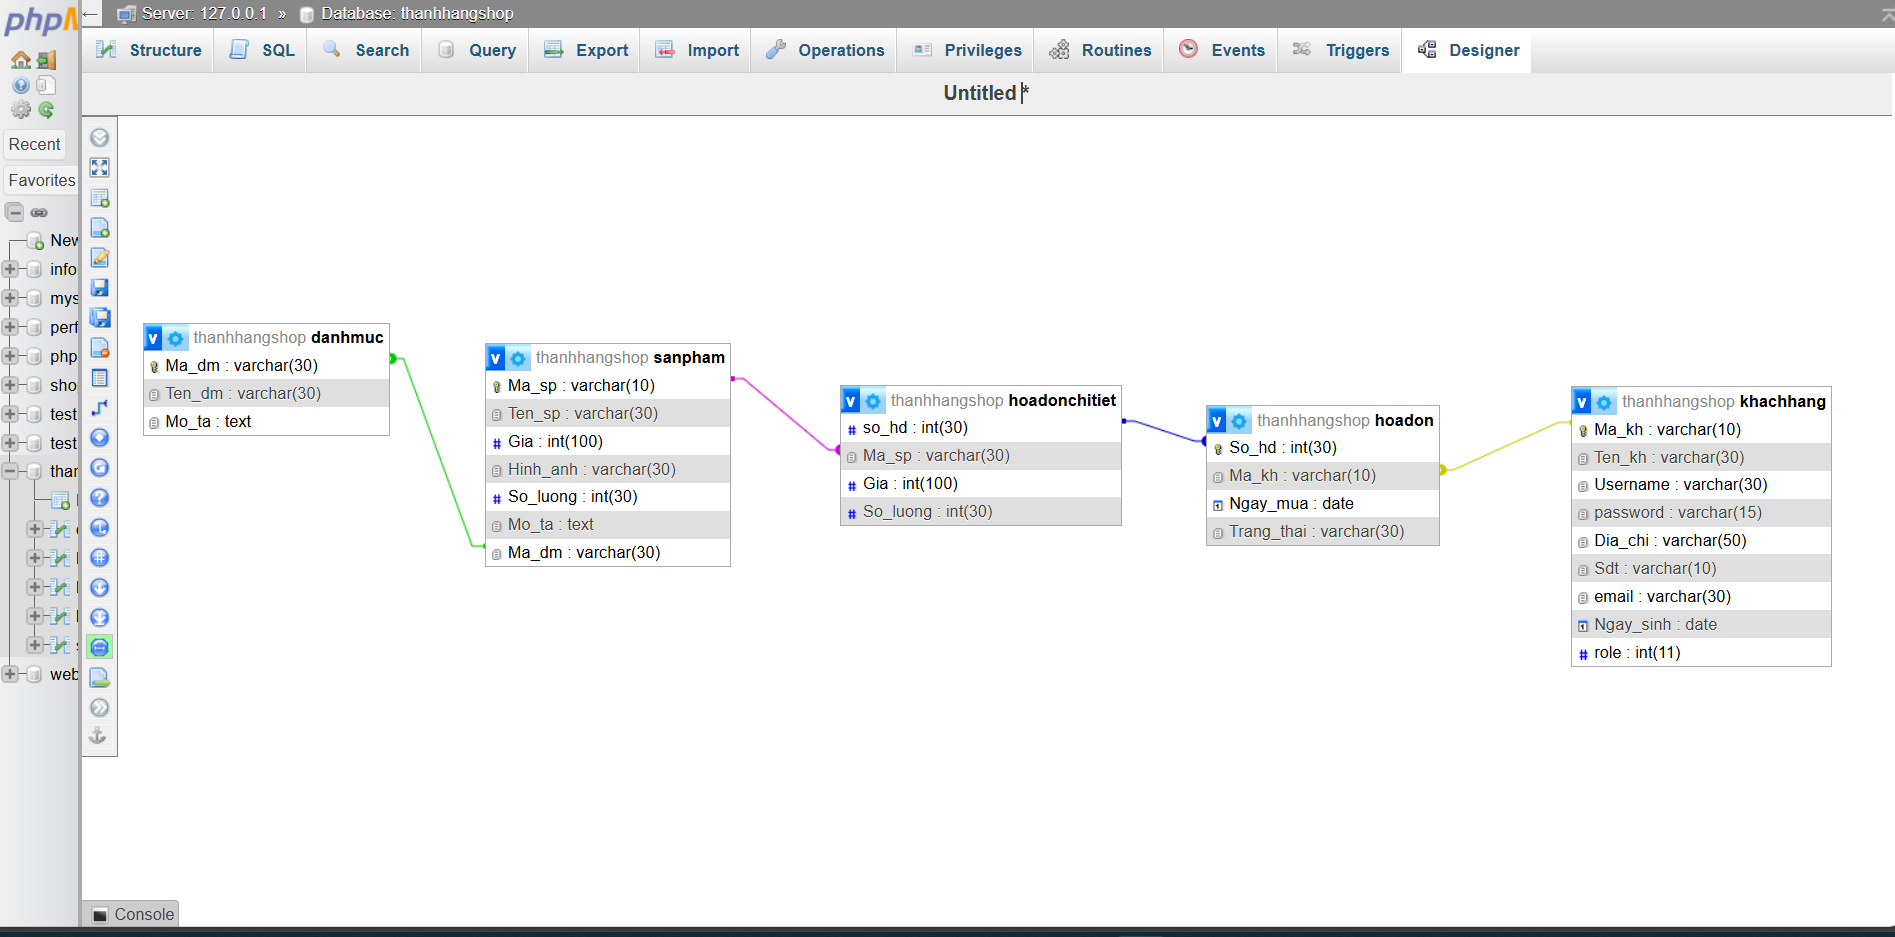 phpM
Server: 127.0.0.1 » Database: thanhhangshop
Structure SQL Search Query Export Import Operations Privileges Routines Events Triggers Designer
Untitled *
Recent
Favorites
New
info
mys
perf
php
sho
test
test
than
web
thanhhangshop danhmuc
Ma_dm : varchar(30)
Ten_dm : varchar(30)
Mo_ta : text
thanhhangshop sanpham
Ma_sp : varchar(10)
Ten_sp : varchar(30)
# Gia : int(100)
Hinh_anh : varchar(30)
# So_luong : int(30)
Mo_ta : text
Ma_dm : varchar(30)
thanhhangshop hoadonchitiet
# so_hd : int(30)
Ma_sp : varchar(30)
# Gia : int(100)
# So_luong : int(30)
thanhhangshop hoadon
So_hd : int(30)
Ma_kh : varchar(10)
Ngay_mua : date
Trang_thai : varchar(30)
thanhhangshop khachhang
Ma_kh : varchar(10)
Ten_kh : varchar(30)
Username : varchar(30)
password : varchar(15)
Dia_chi : varchar(50)
Sdt : varchar(10)
email : varchar(30)
Ngay_sinh : date
# role : int(11)
Console